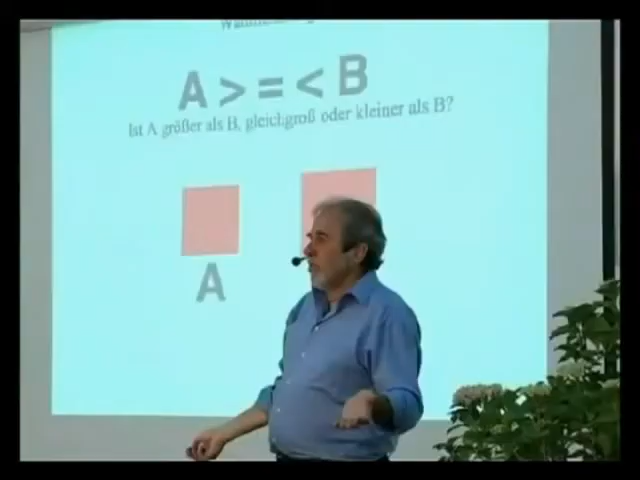 A > = < B
Ist A größer als B, gleichgroß oder kleiner als B?
A